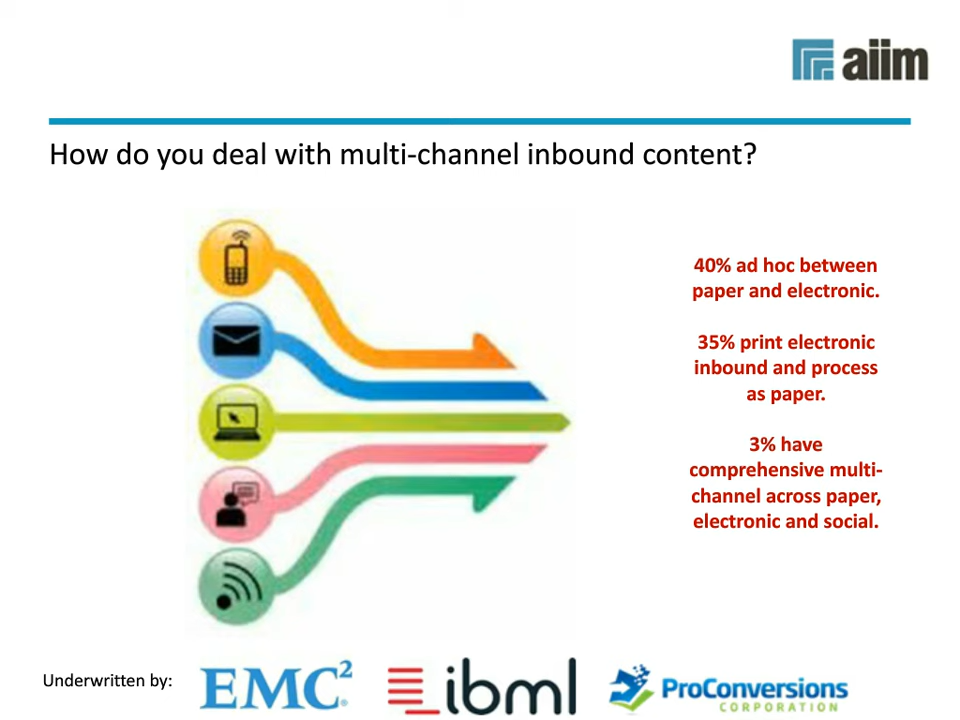 aiim
How do you deal with multi-channel inbound content?
40% ad hoc between
paper and electronic.
35% print electronic
inbound and process
as paper.
3% have
comprehensive multi-
channel across paper,
electronic and social.
Underwritten by:
EMC²
ibml
ProConversions
CORPORATION